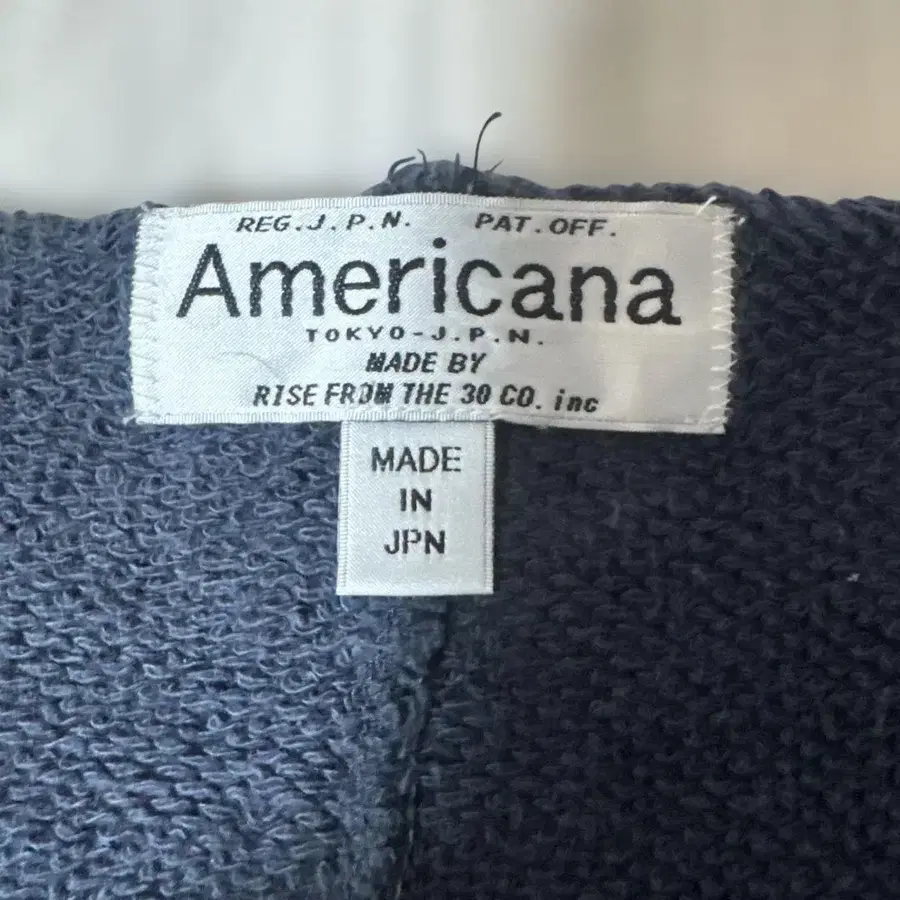 REG.J.P.N. PAT.OFF.
Americana
TOKYO-J.P.N.
MADE BY
RISE FROM THE 30 CO. inc
MADE
IN
JPN